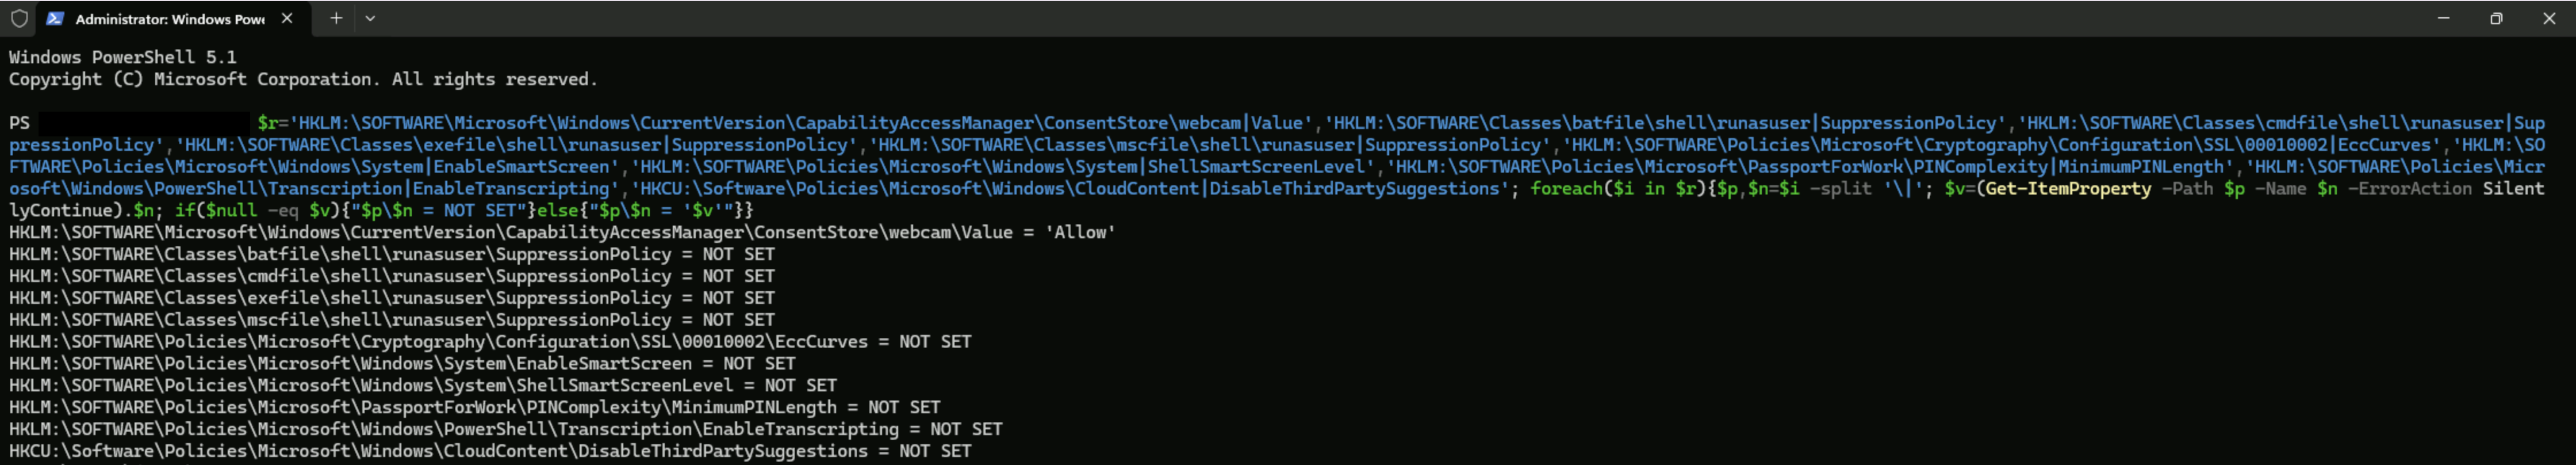 Administrator: Windows Powe
Windows PowerShell 5.1
Copyright (C) Microsoft Corporation. All rights reserved.
PS $r='HKLM:\SOFTWARE\Microsoft\Windows\CurrentVersion\CapabilityAccessManager\ConsentStore\webcam|Value','HKLM:\SOFTWARE\Classes\batfile\shell\runasuser|SuppressionPolicy','HKLM:\SOFTWARE\Classes\cmdfile\shell\runasuser|Sup
pressionPolicy','HKLM:\SOFTWARE\Classes\exefile\shell\runasuser|SuppressionPolicy','HKLM:\SOFTWARE\Classes\mscfile\shell\runasuser|SuppressionPolicy','HKLM:\SOFTWARE\Policies\Microsoft\Cryptography\Configuration\SSL\00010002|EccCurves','HKLM:\SO
FTWARE\Policies\Microsoft\Windows\System|EnableSmartScreen','HKLM:\SOFTWARE\Policies\Microsoft\Windows\System|ShellSmartScreenLevel','HKLM:\SOFTWARE\Policies\Microsoft\PassportForWork\PINComplexity|MinimumPINLength','HKLM:\SOFTWARE\Policies\Micr
osoft\Windows\PowerShell\Transcription|EnableTranscripting','HKCU:\Software\Policies\Microsoft\Windows\CloudContent|DisableThirdPartySuggestions'; foreach($i in $r){$p,$n=$i -split '\|'; $v=(Get-ItemProperty -Path $p -Name $n -ErrorAction Silent
lyContinue).$n; if($null -eq $v){"$p\$n = NOT SET"}else{"$p\$n = '$v'"}}
HKLM:\SOFTWARE\Microsoft\Windows\CurrentVersion\CapabilityAccessManager\ConsentStore\webcam\Value = 'Allow'
HKLM:\SOFTWARE\Classes\batfile\shell\runasuser\SuppressionPolicy = NOT SET
HKLM:\SOFTWARE\Classes\cmdfile\shell\runasuser\SuppressionPolicy = NOT SET
HKLM:\SOFTWARE\Classes\exefile\shell\runasuser\SuppressionPolicy = NOT SET
HKLM:\SOFTWARE\Classes\mscfile\shell\runasuser\SuppressionPolicy = NOT SET
HKLM:\SOFTWARE\Policies\Microsoft\Cryptography\Configuration\SSL\00010002\EccCurves = NOT SET
HKLM:\SOFTWARE\Policies\Microsoft\Windows\System\EnableSmartScreen = NOT SET
HKLM:\SOFTWARE\Policies\Microsoft\Windows\System\ShellSmartScreenLevel = NOT SET
HKLM:\SOFTWARE\Policies\Microsoft\PassportForWork\PINComplexity\MinimumPINLength = NOT SET
HKLM:\SOFTWARE\Policies\Microsoft\Windows\PowerShell\Transcription\EnableTranscripting = NOT SET
HKCU:\Software\Policies\Microsoft\Windows\CloudContent\DisableThirdPartySuggestions = NOT SET